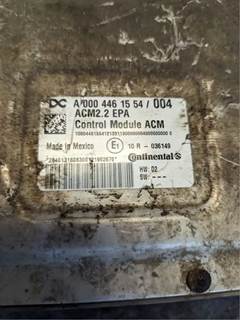 DC A 000 446 15 54 / 004
ACM2.2 EPA
Control Module ACM
Made in Mexico E1 10 R - 036149
Continental
HW: 02
SW: ----